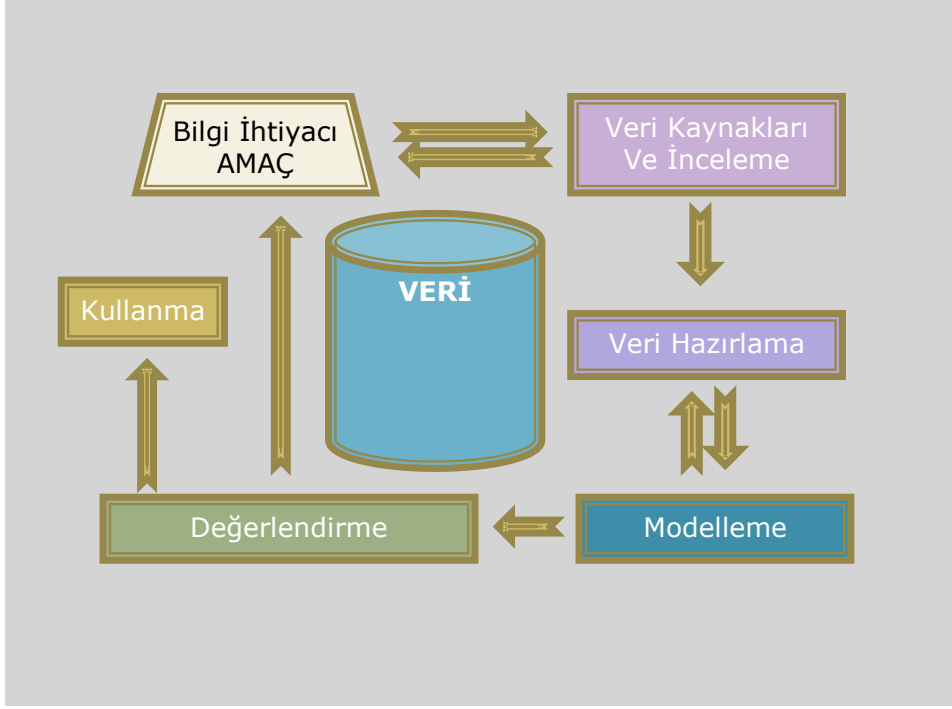 Bilgi İhtiyacı
AMAÇ
Veri Kaynakları
Ve İnceleme
VERİ
Kullanma
Veri Hazırlama
Değerlendirme
Modelleme